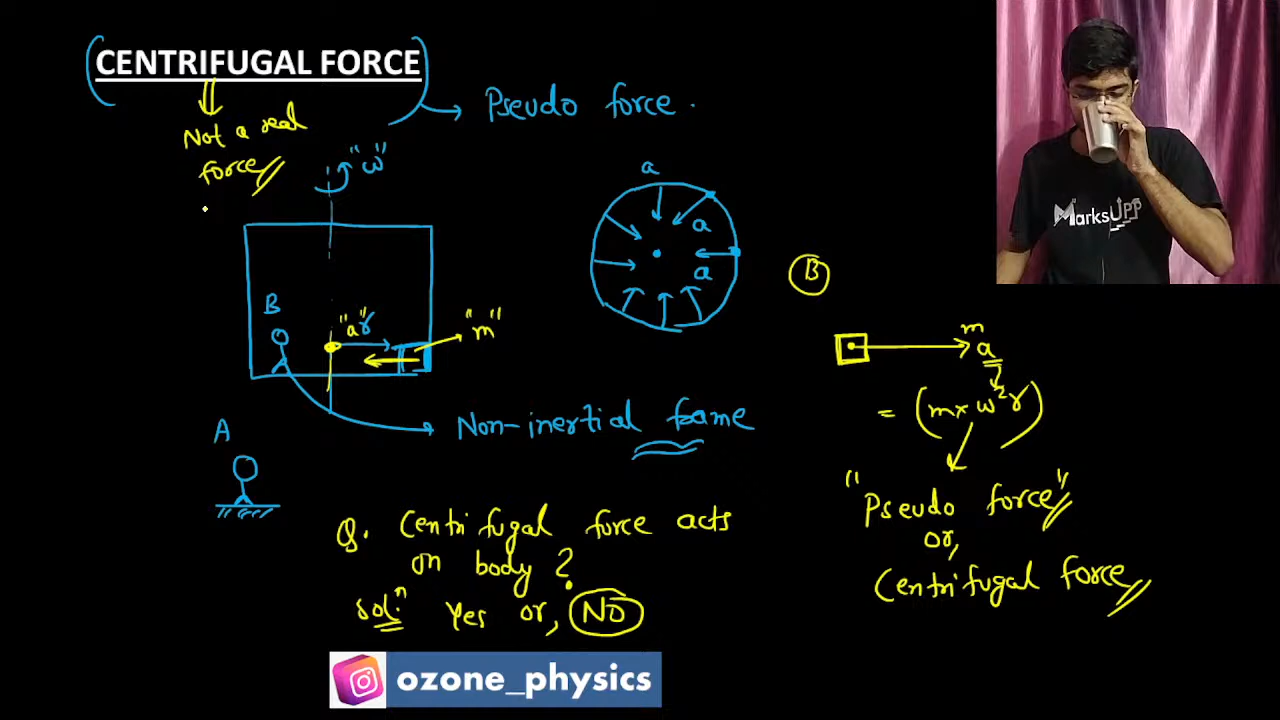 CENTRIFUGAL FORCE
Pseudo force.
Not a real
force
"ω"
a
a
a
B
B
"a"r
"m"
m
a
= (m x ω²r)
Non-inertial frame
A
"Pseudo force"
or,
Centrifugal force
Q. Centrifugal force acts
on body?
solⁿ: Yes or, NO
MarksUPP
ozone_physics